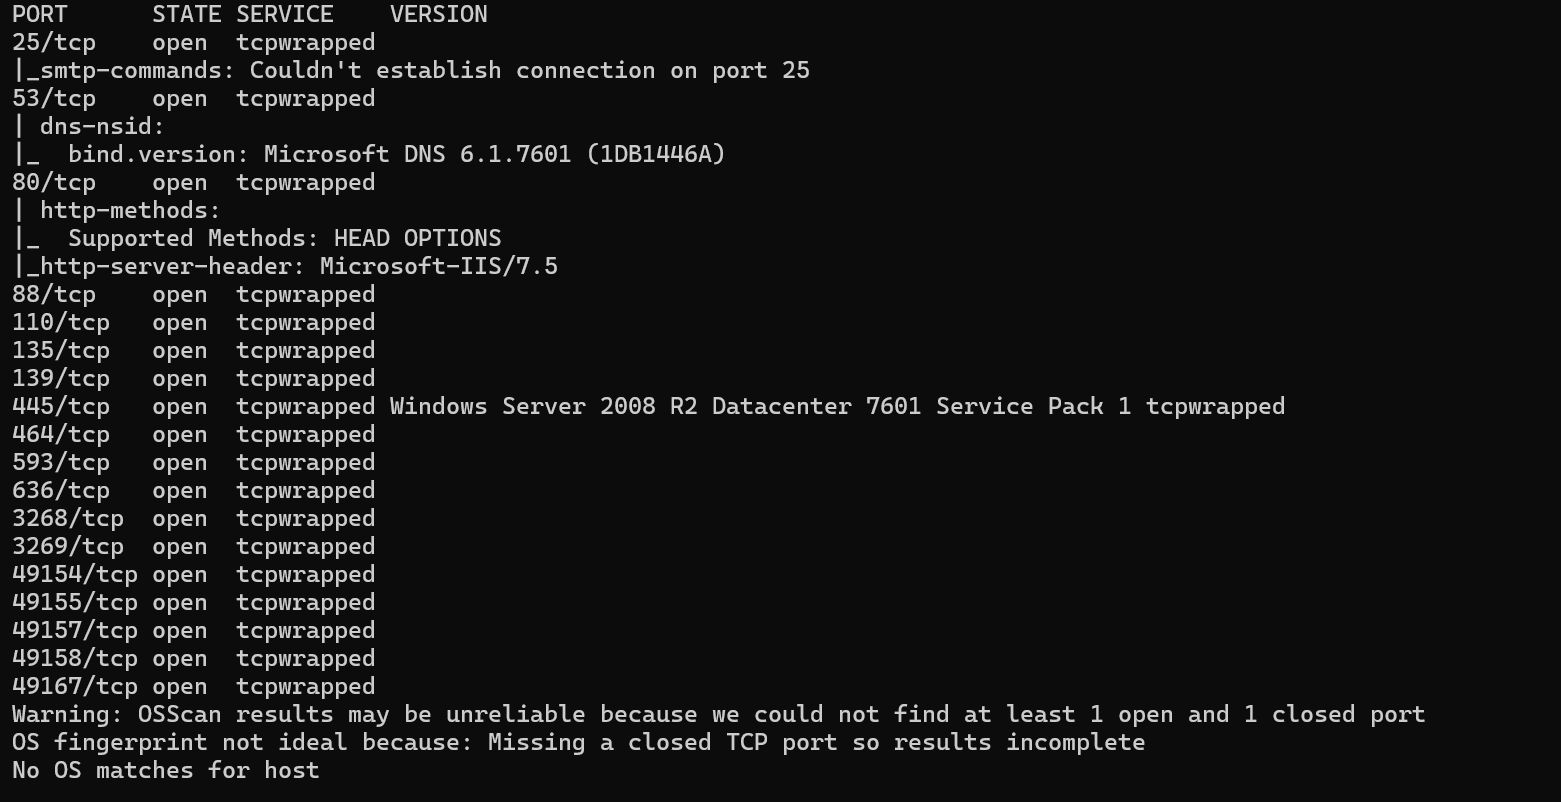 PORT      STATE SERVICE    VERSION
25/tcp    open  tcpwrapped
|_smtp-commands: Couldn't establish connection on port 25
53/tcp    open  tcpwrapped
| dns-nsid:
|_  bind.version: Microsoft DNS 6.1.7601 (1DB1446A)
80/tcp    open  tcpwrapped
| http-methods:
|_  Supported Methods: HEAD OPTIONS
|_http-server-header: Microsoft-IIS/7.5
88/tcp    open  tcpwrapped
110/tcp   open  tcpwrapped
135/tcp   open  tcpwrapped
139/tcp   open  tcpwrapped
445/tcp   open  tcpwrapped Windows Server 2008 R2 Datacenter 7601 Service Pack 1 tcpwrapped
464/tcp   open  tcpwrapped
593/tcp   open  tcpwrapped
636/tcp   open  tcpwrapped
3268/tcp  open  tcpwrapped
3269/tcp  open  tcpwrapped
49154/tcp open  tcpwrapped
49155/tcp open  tcpwrapped
49157/tcp open  tcpwrapped
49158/tcp open  tcpwrapped
49167/tcp open  tcpwrapped
Warning: OSScan results may be unreliable because we could not find at least 1 open and 1 closed port
OS fingerprint not ideal because: Missing a closed TCP port so results incomplete
No OS matches for host